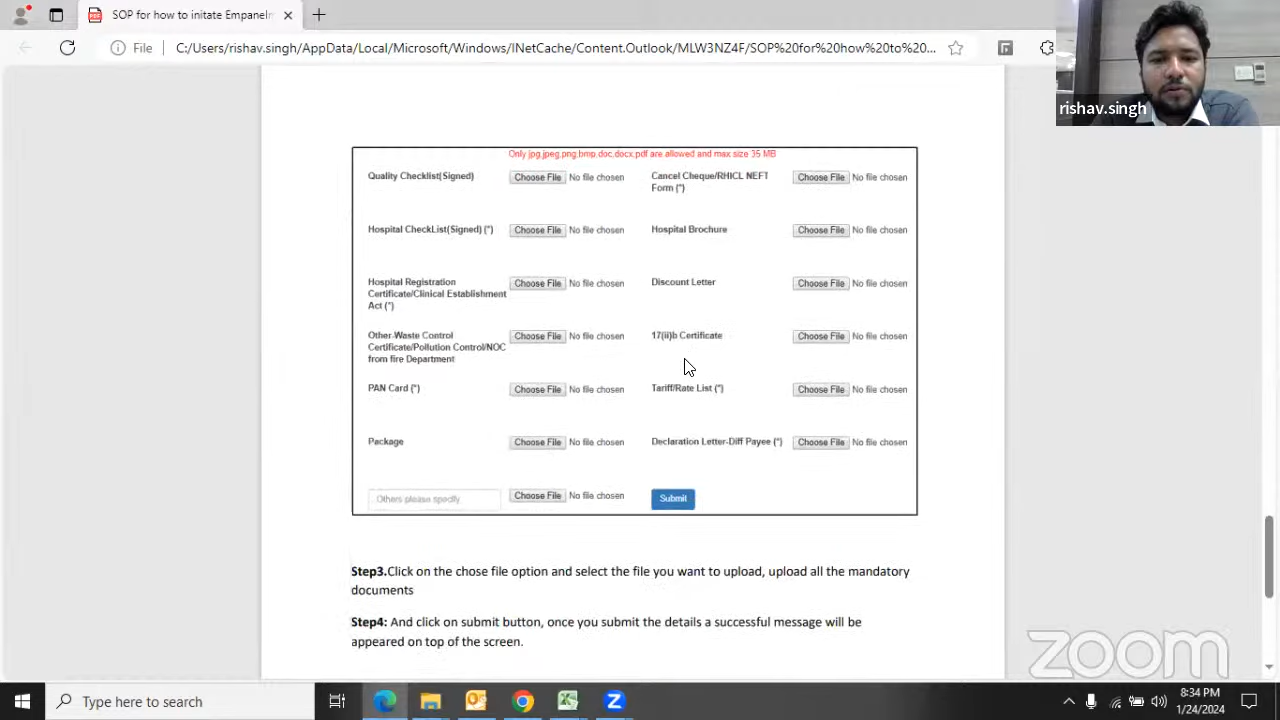 SOP for how to initate Empaneln
File
C:/Users/rishav.singh/AppData/Local/Microsoft/Windows/INetCache/Content.Outlook/MLW3NZ4F/SOP%20for%20how%20to%20...
rishav.singh
Only jpg,jpeg,png,bmp,doc,docx,pdf are allowed and max size 35 MB
Quality Checklist(Signed) Choose File No file chosen
Cancel Cheque/RHICL NEFT
Form (*)
Choose File No file chosen
Hospital CheckList(Signed) (*) Choose File No file chosen
Hospital Brochure Choose File No file chosen
Hospital Registration
Certificate/Clinical Establishment
Act (*)
Choose File No file chosen
Discount Letter Choose File No file chosen
Other-Waste Control
Certificate/Pollution Control/NOC
from fire Department
Choose File No file chosen
17(ii)b Certificate Choose File No file chosen
PAN Card (*) Choose File No file chosen
Tariff/Rate List (*) Choose File No file chosen
Package Choose File No file chosen
Declaration Letter-Diff Payee (*) Choose File No file chosen
Others please specify Choose File No file chosen
Submit
Step3.Click on the chose file option and select the file you want to upload, upload all the mandatory
documents
Step4: And click on submit button, once you submit the details a successful message will be
appeared on top of the screen.
zoom
Type here to search
8:34 PM
1/24/2024